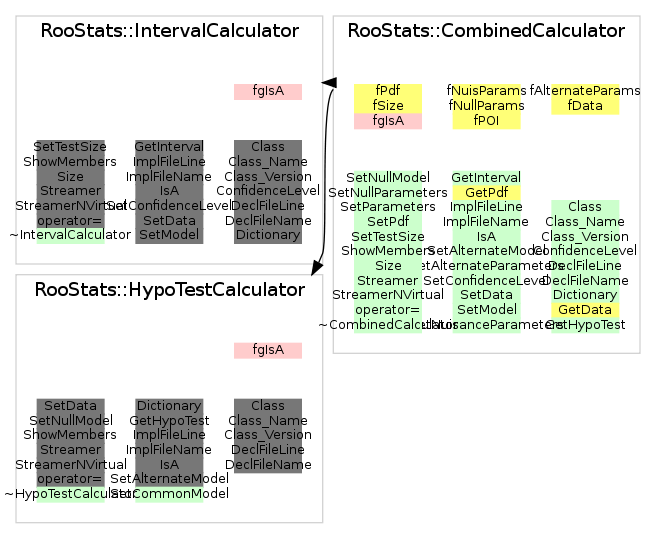 RooStats::IntervalCalculator
fgIsA
SetTestSize GetInterval Class
ShowMembers ImplFileLine Class_Name
Size ImplFileName Class_Version
Streamer IsA ConfidenceLevel
StreamerNVirtual SetConfidenceLevel DeclFileLine
operator= SetData DeclFileName
~IntervalCalculator SetModel Dictionary
RooStats::CombinedCalculator
fPdf fNuisParams fAlternateParams
fSize fNullParams fData
fgIsA fPOI
SetNullModel GetInterval
SetNullParameters GetPdf
SetParameters ImplFileLine Class
SetPdf ImplFileName Class_Name
SetTestSize IsA Class_Version
ShowMembers SetAlternateModel ConfidenceLevel
Size etAlternateParameters DeclFileLine
Streamer SetConfidenceLevel DeclFileName
StreamerNVirtual SetData Dictionary
operator= SetModel GetData
~CombinedCalculator NuisanceParameters GetHypoTest
RooStats::HypoTestCalculator
fgIsA
SetData Dictionary Class
SetNullModel GetHypoTest Class_Name
ShowMembers ImplFileLine Class_Version
Streamer ImplFileName DeclFileLine
StreamerNVirtual IsA DeclFileName
operator= SetAlternateModel
~HypoTestCalculator SetCommonModel